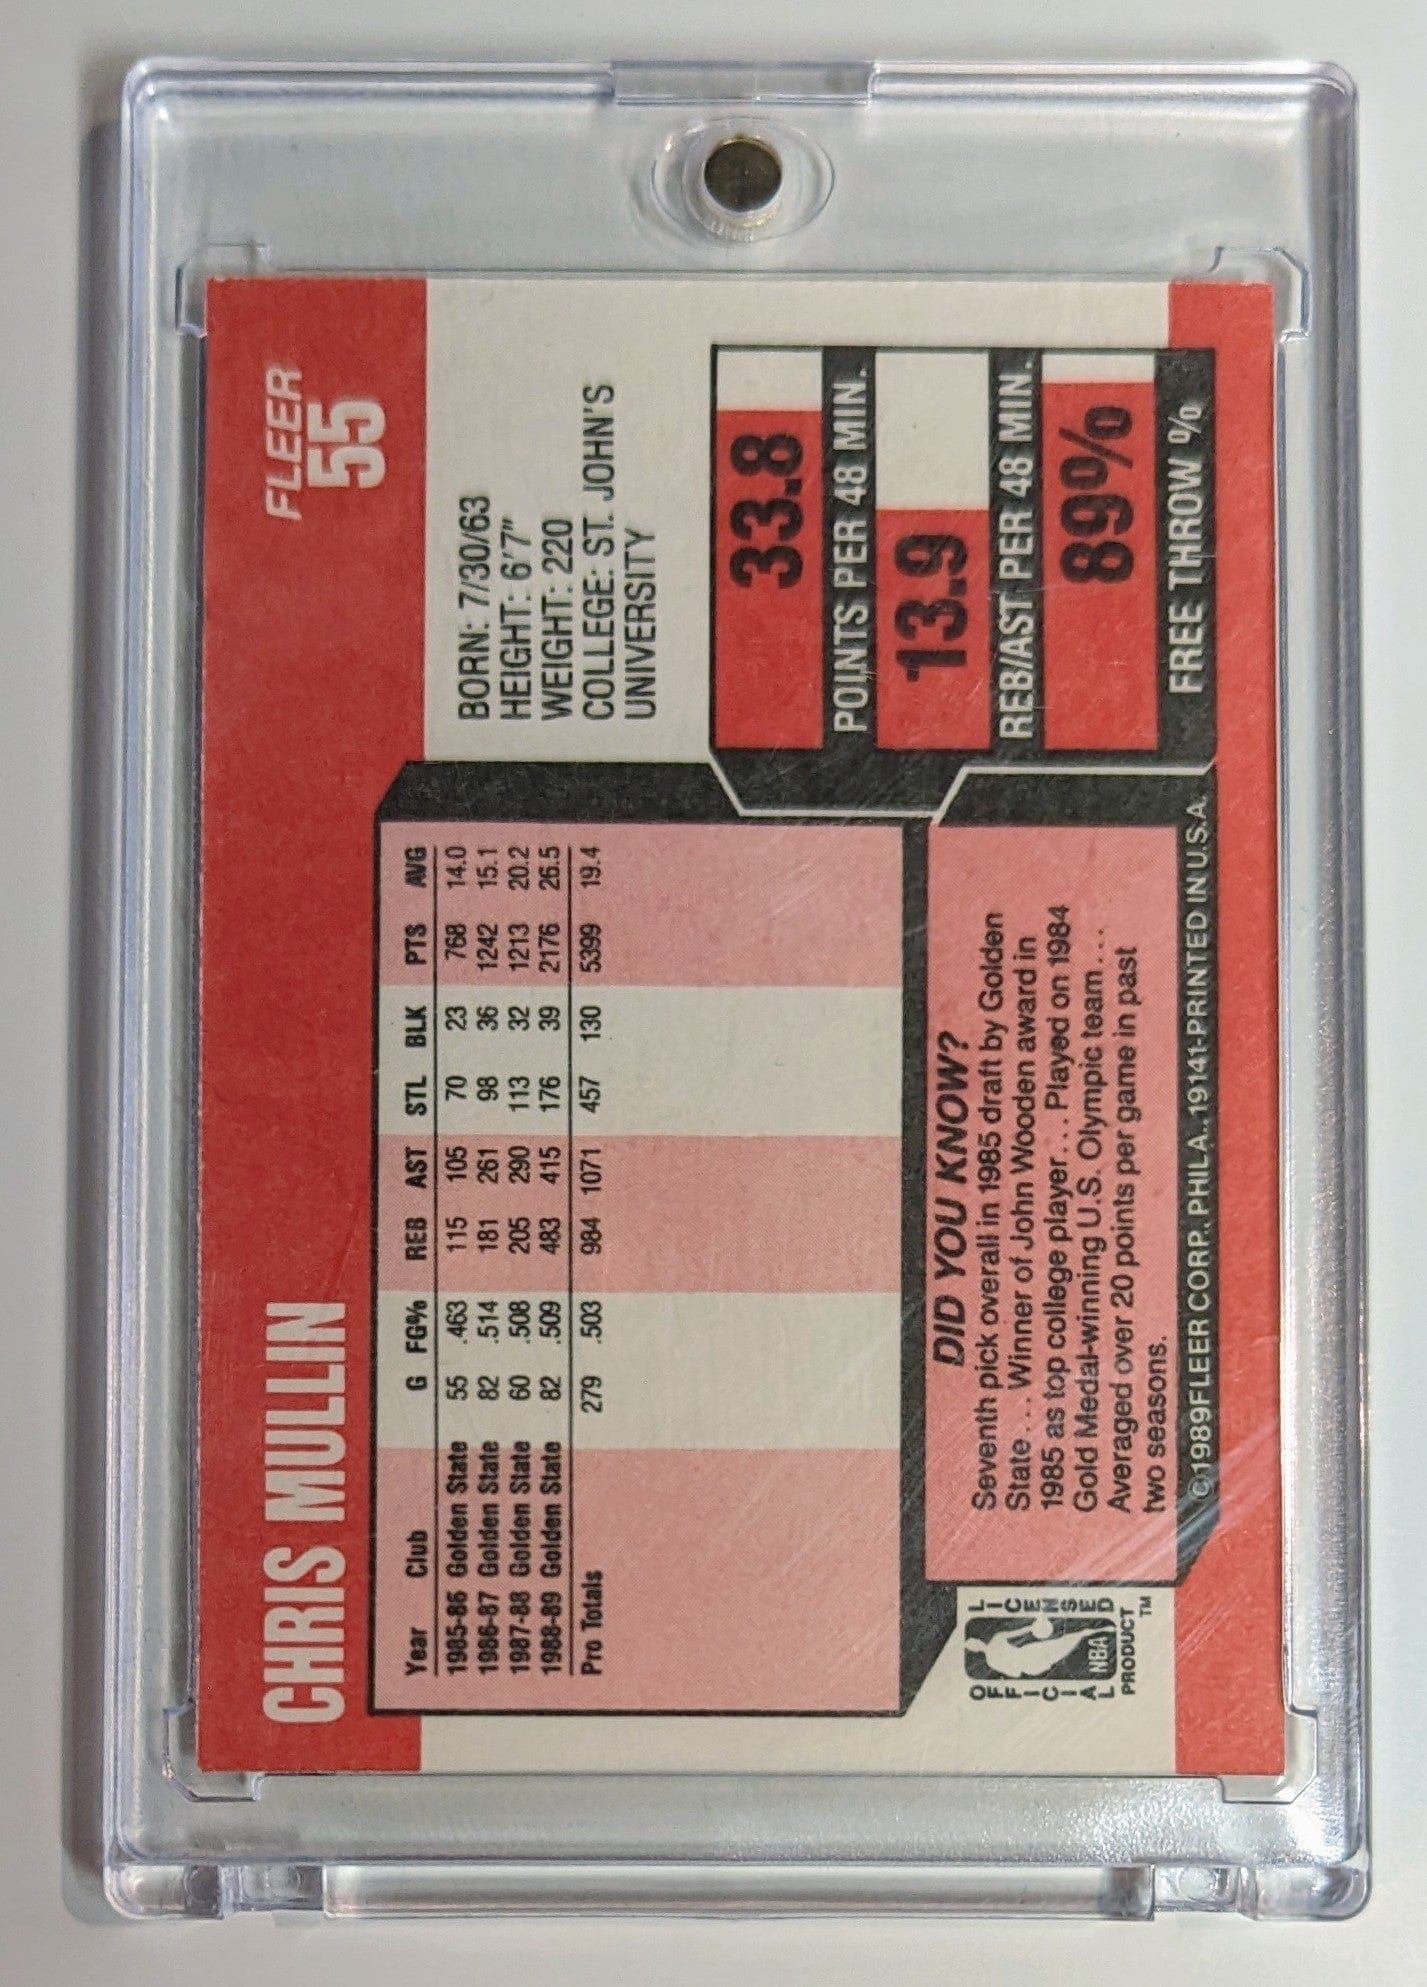 FLEER
55
CHRIS MULLIN
BORN: 7/30/63
HEIGHT: 6'7"
WEIGHT: 220
COLLEGE: ST. JOHN'S
UNIVERSITY
Year Club G FG% REB AST STL BLK PTS AVG
1985-86 Golden State 55 .463 115 105 70 23 768 14.0
1986-87 Golden State 82 .514 181 261 98 36 1242 15.1
1987-88 Golden State 60 .508 205 290 113 32 1213 20.2
1988-89 Golden State 82 .509 483 415 176 39 2176 26.5
Pro Totals 279 .503 984 1071 457 130 5399 19.4
33.8
POINTS PER 48 MIN.
13.9
REB/AST PER 48 MIN.
89%
FREE THROW %
DID YOU KNOW?
Seventh pick overall in 1985 draft by Golden
State... Winner of John Wooden award in
1985 as top college player... Played on 1984
Gold Medal-winning U.S. Olympic team...
Averaged over 20 points per game in past
two seasons.
OFFICIAL
LICENSED
NBA
PRODUCT
TM
©1989 FLEER CORP., PHILA., 19141-PRINTED IN U.S.A.